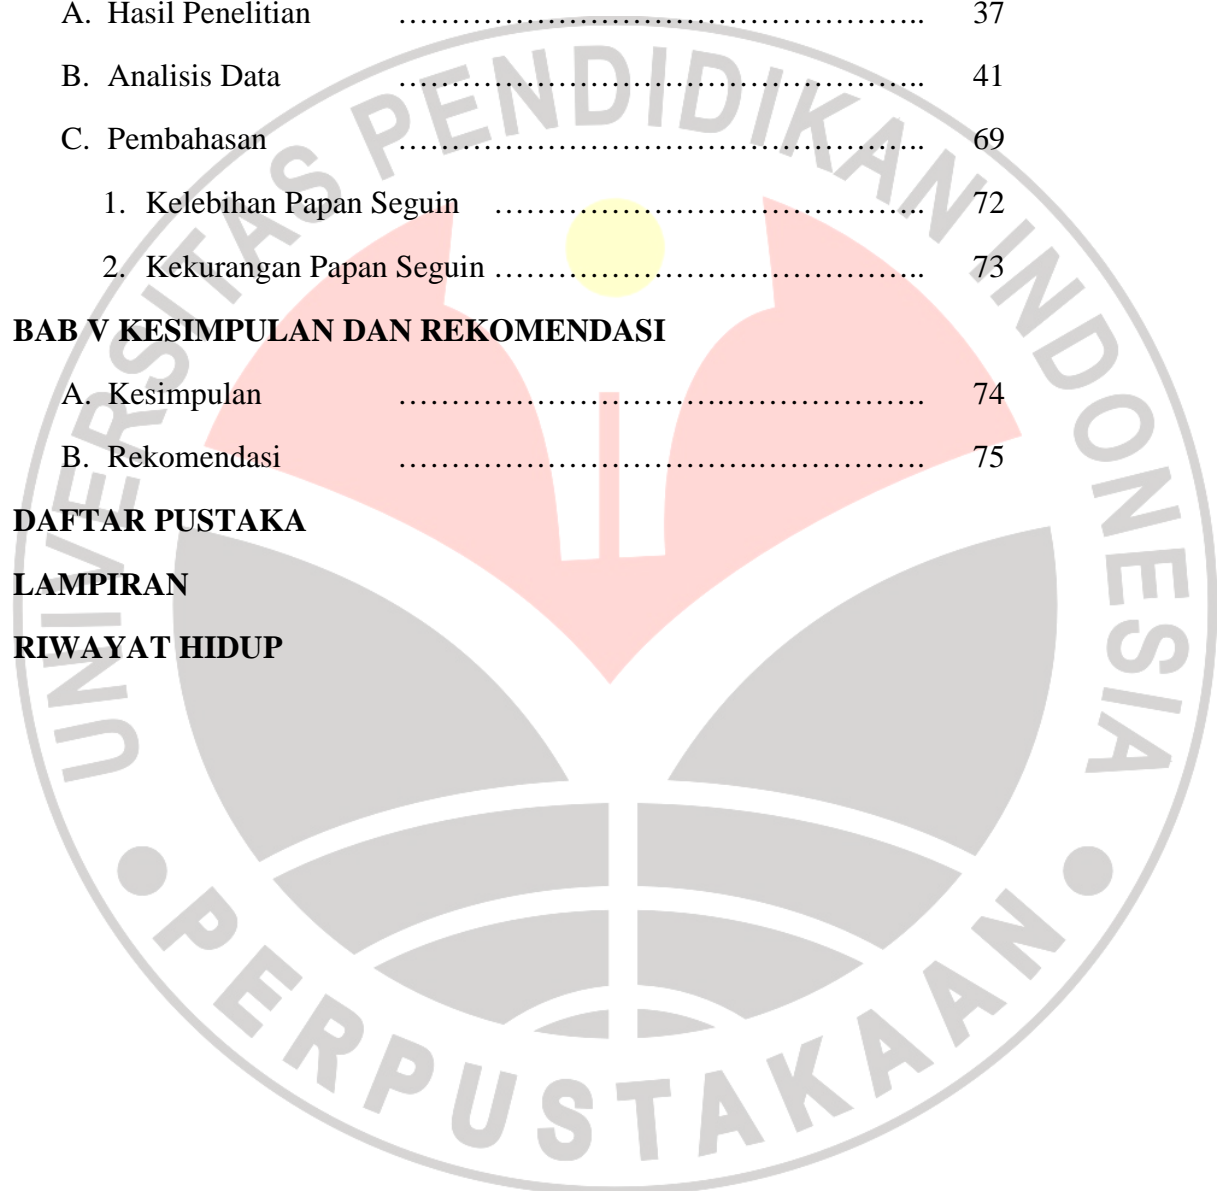 A. Hasil Penelitian ……………………………………………….. 37
B. Analisis Data ……………………………………………….. 41
C. Pembahasan ……………………………………………….. 69
1. Kelebihan Papan Seguin ……………………………………….. 72
2. Kekurangan Papan Seguin ……………………………………….. 73
BAB V KESIMPULAN DAN REKOMENDASI
A. Kesimpulan …………………………….………………… 74
B. Rekomendasi ……………………………….……………… 75
DAFTAR PUSTAKA
LAMPIRAN
RIWAYAT HIDUP
UNIVERSITAS PENDIDIKAN INDONESIA
PERPUSTAKAAN